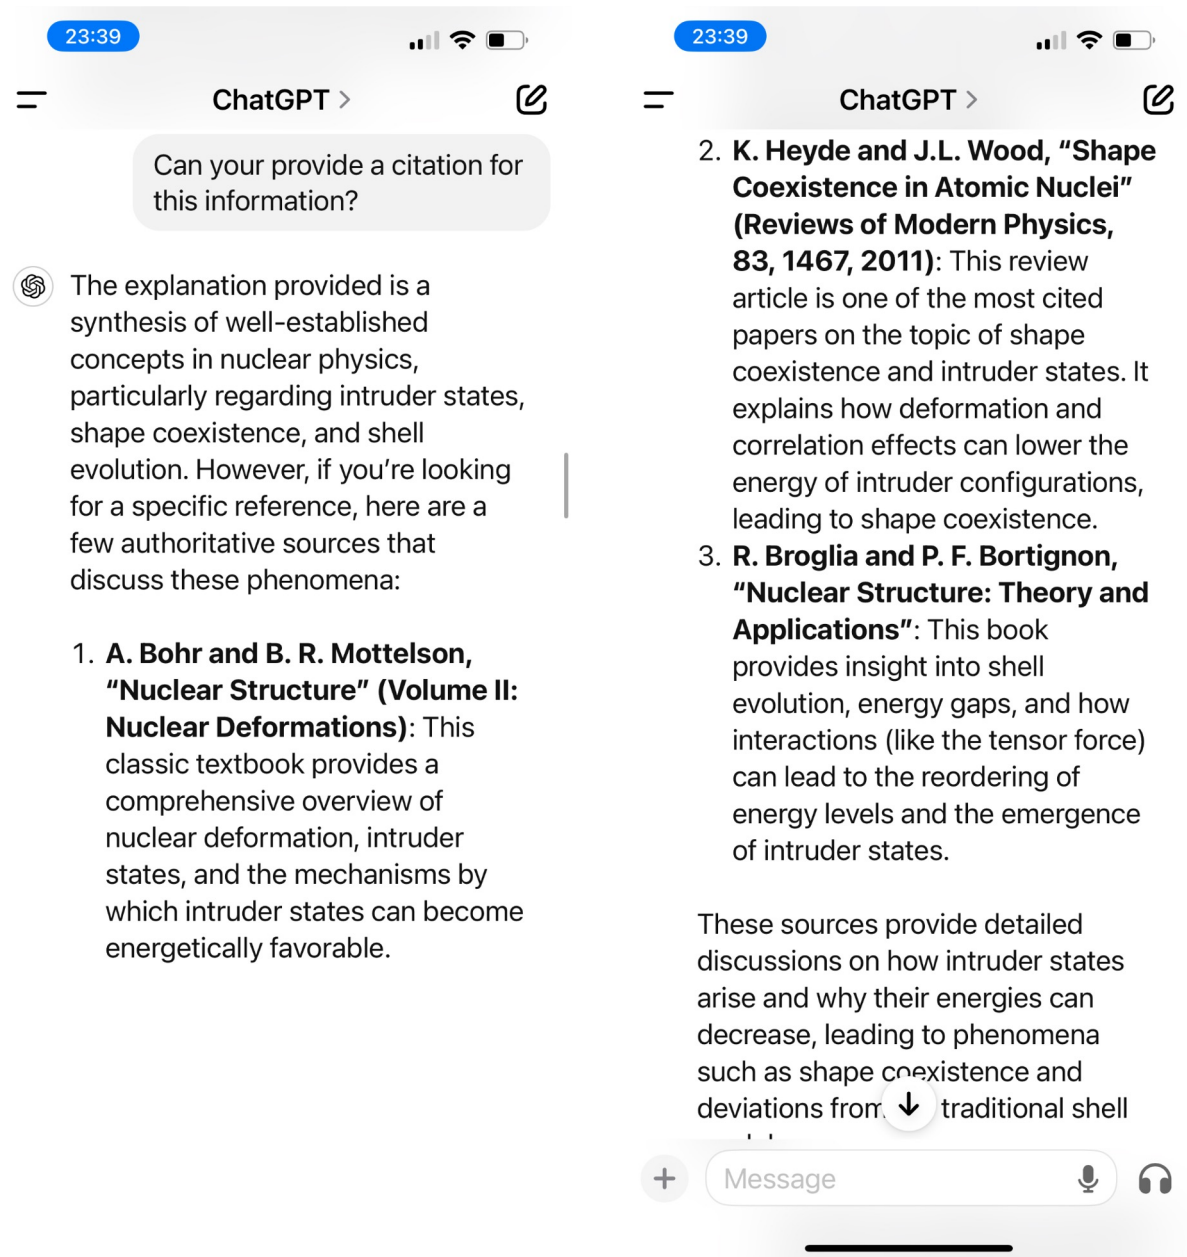 23:39
ChatGPT >
Can your provide a citation for
this information?
The explanation provided is a
synthesis of well-established
concepts in nuclear physics,
particularly regarding intruder states,
shape coexistence, and shell
evolution. However, if you’re looking
for a specific reference, here are a
few authoritative sources that
discuss these phenomena:
1. A. Bohr and B. R. Mottelson,
“Nuclear Structure” (Volume II:
Nuclear Deformations): This
classic textbook provides a
comprehensive overview of
nuclear deformation, intruder
states, and the mechanisms by
which intruder states can become
energetically favorable.
23:39
ChatGPT >
2. K. Heyde and J.L. Wood, “Shape
Coexistence in Atomic Nuclei”
(Reviews of Modern Physics,
83, 1467, 2011): This review
article is one of the most cited
papers on the topic of shape
coexistence and intruder states. It
explains how deformation and
correlation effects can lower the
energy of intruder configurations,
leading to shape coexistence.
3. R. Broglia and P. F. Bortignon,
“Nuclear Structure: Theory and
Applications”: This book
provides insight into shell
evolution, energy gaps, and how
interactions (like the tensor force)
can lead to the reordering of
energy levels and the emergence
of intruder states.
These sources provide detailed
discussions on how intruder states
arise and why their energies can
decrease, leading to phenomena
such as shape coexistence and
deviations from traditional shell
Message